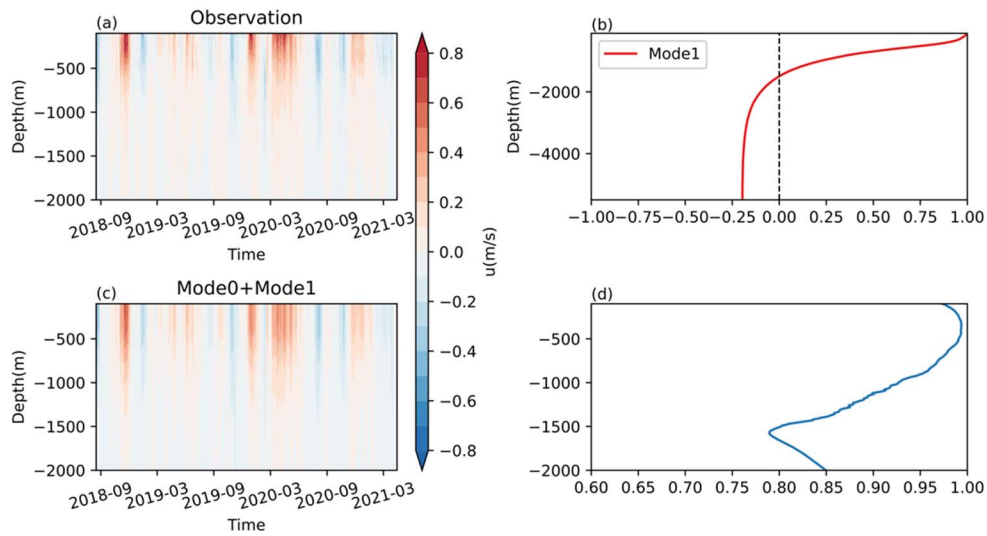 (a)
Observation
Depth(m)
−500
−1000
−1500
−2000
2018-09 2019-03 2019-09 2020-03 2020-09 2021-03
Time
0.8
0.6
0.4
0.2
0.0
−0.2
−0.4
−0.6
−0.8
u(m/s)
(b)
Mode1
Depth(m)
−2000
−4000
−1.00 −0.75 −0.50 −0.25 0.00 0.25 0.50 0.75 1.00
(c)
Mode0+Mode1
Depth(m)
−500
−1000
−1500
−2000
2018-09 2019-03 2019-09 2020-03 2020-09 2021-03
Time
(d)
−500
−1000
−1500
−2000
0.60 0.65 0.70 0.75 0.80 0.85 0.90 0.95 1.00